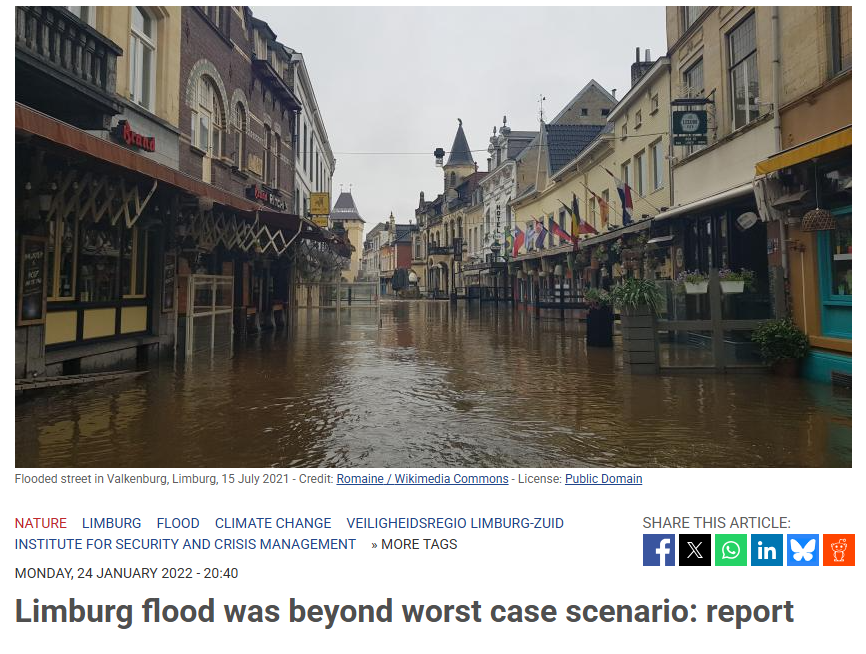 Brand
HOTEL
Flooded street in Valkenburg, Limburg, 15 July 2021 - Credit: Romaine / Wikimedia Commons - License: Public Domain
NATURE LIMBURG FLOOD CLIMATE CHANGE VEILIGHEIDSREGIO LIMBURG-ZUID
INSTITUTE FOR SECURITY AND CRISIS MANAGEMENT » MORE TAGS
SHARE THIS ARTICLE:
MONDAY, 24 JANUARY 2022 - 20:40
Limburg flood was beyond worst case scenario: report